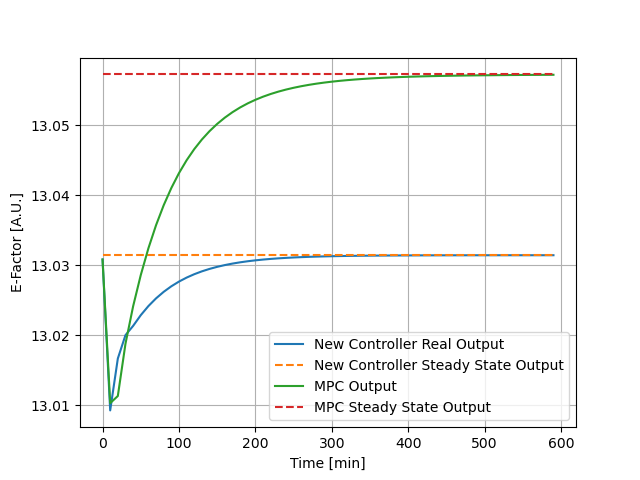 13.05
13.04
13.03
13.02
13.01
E-Factor [A.U.]
New Controller Real Output
New Controller Steady State Output
MPC Output
MPC Steady State Output
0 100 200 300 400 500 600
Time [min]